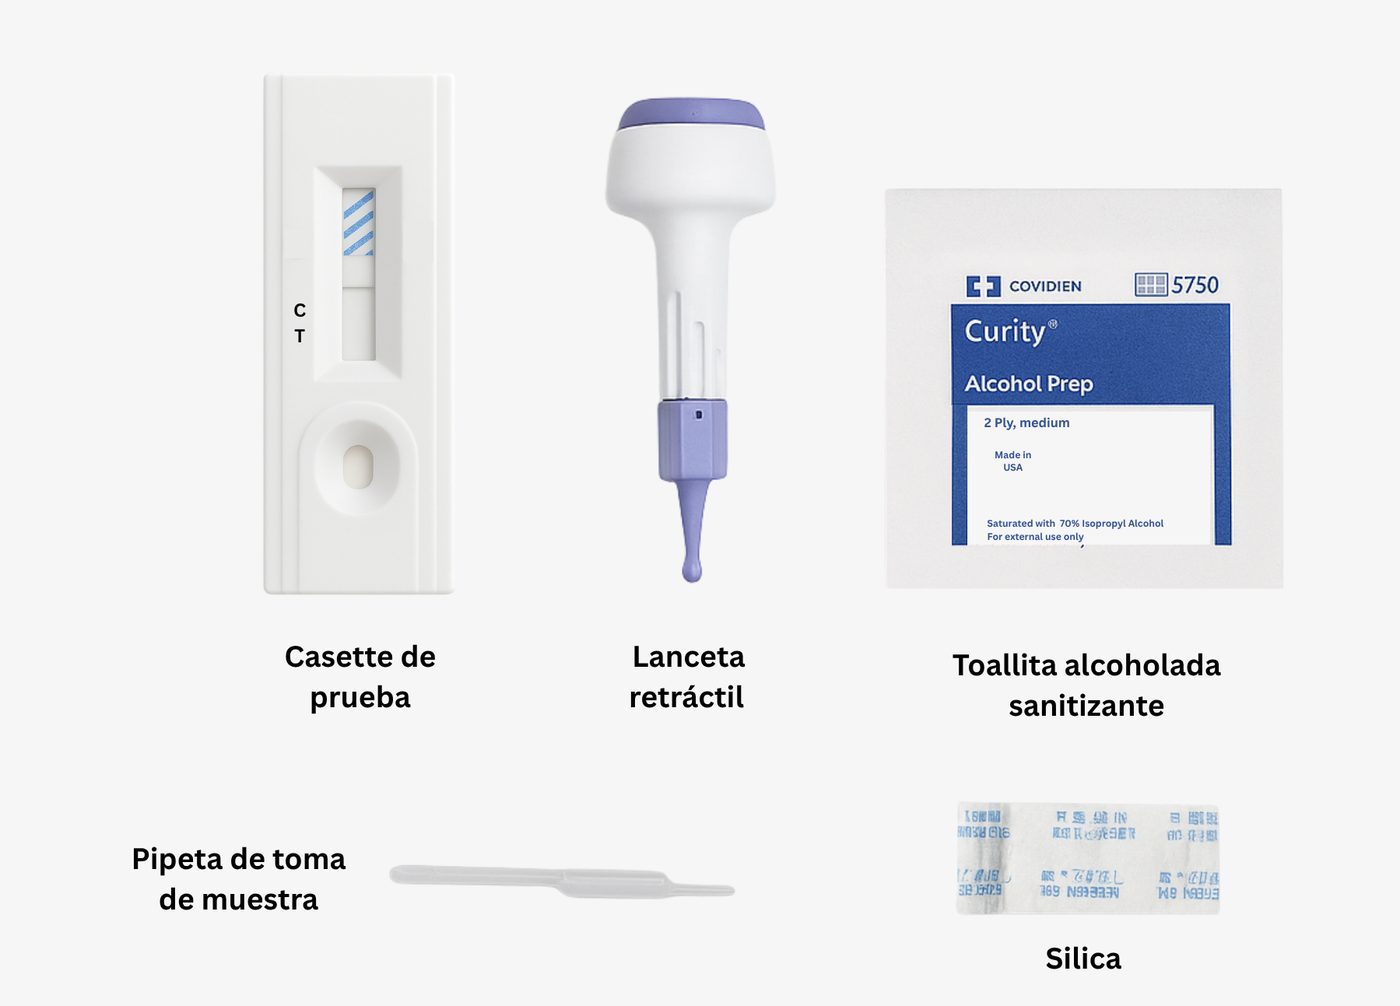 C
T
COVIDIEN
5750
Curity®
Alcohol Prep
2 Ply, medium
Made in
USA
Saturated with 70% Isopropyl Alcohol
For external use only
Casette de
prueba
Lanceta
retráctil
Toallita alcoholada
sanitizante
Pipeta de toma
de muestra
Silica